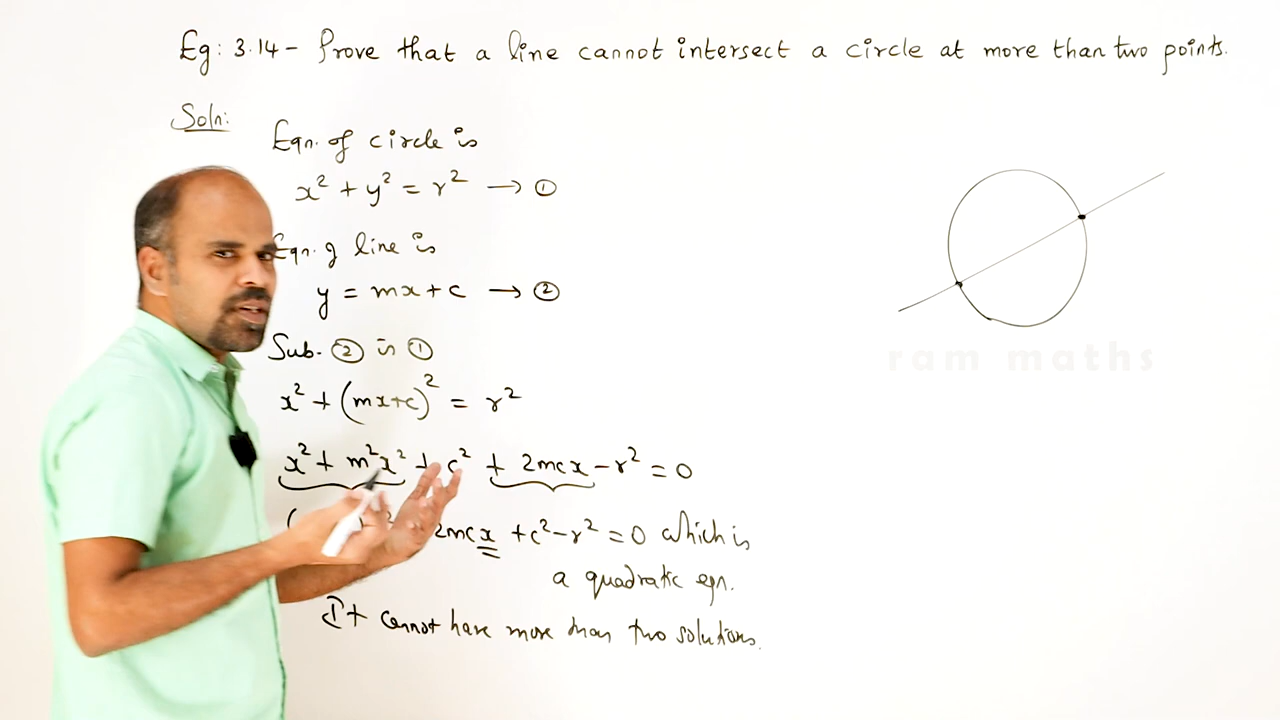 Eg: 3.14 - Prove that a line cannot intersect a circle at more than two points.
Soln:
Eqn. of circle is
x² + y² = r² → ①
Eqn. of line is
y = mx + c → ②
Sub. ② in ①
x² + (mx+c)² = r²
x² + m²x² + c² + 2mcx - r² = 0
( 2mcx + c² - r² = 0 which is
a quadratic eqn.
It cannot have more than two solutions.
ram maths